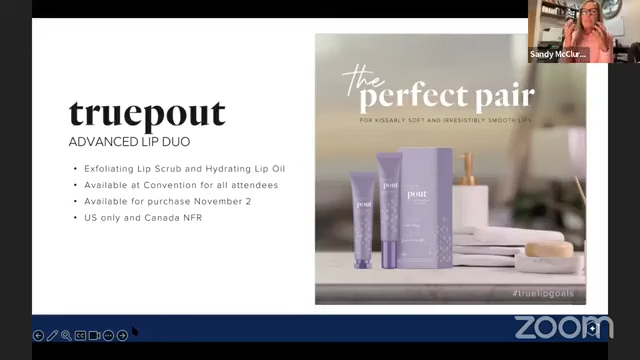 Sandy McClur...
truepout
ADVANCED LIP DUO
• Exfoliating Lip Scrub and Hydrating Lip Oil
• Available at Convention for all attendees
• Available for purchase November 2
• US only and Canada NFR
the
perfect pair
FOR KISSABLY SOFT AND IRRESISTIBLY SMOOTH LIPS
pout
pout
pout
#truelipgoals
CC
zoom